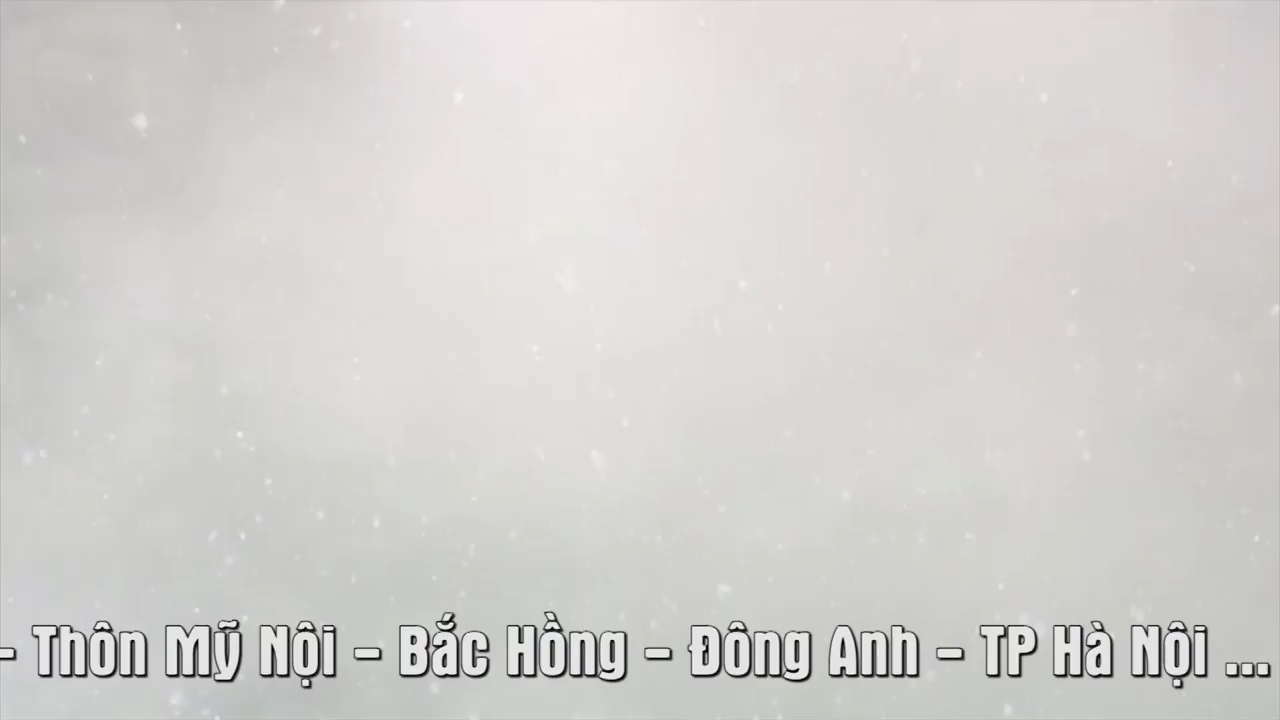 - Thôn Mỹ Nội - Bắc Hồng - Đông Anh - TP Hà Nội ...